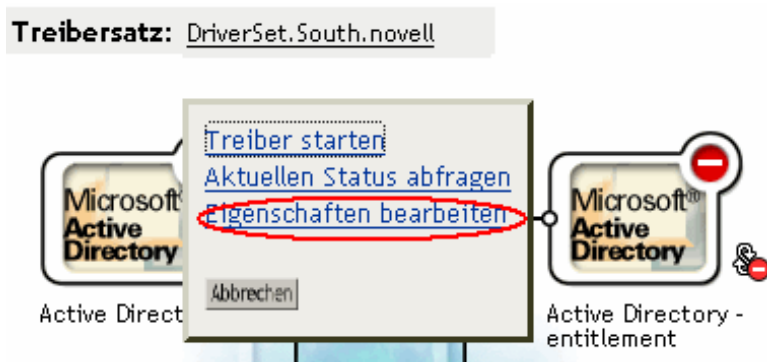 Treibersatz: DriverSet.South.novell
Treiber starten
Aktuellen Status abfragen
Eigenschaften bearbeiten
Abbrechen
Microsoft®
Active
Directory
Active Direct
Microsoft®
Active
Directory
Active Directory -
entitlement